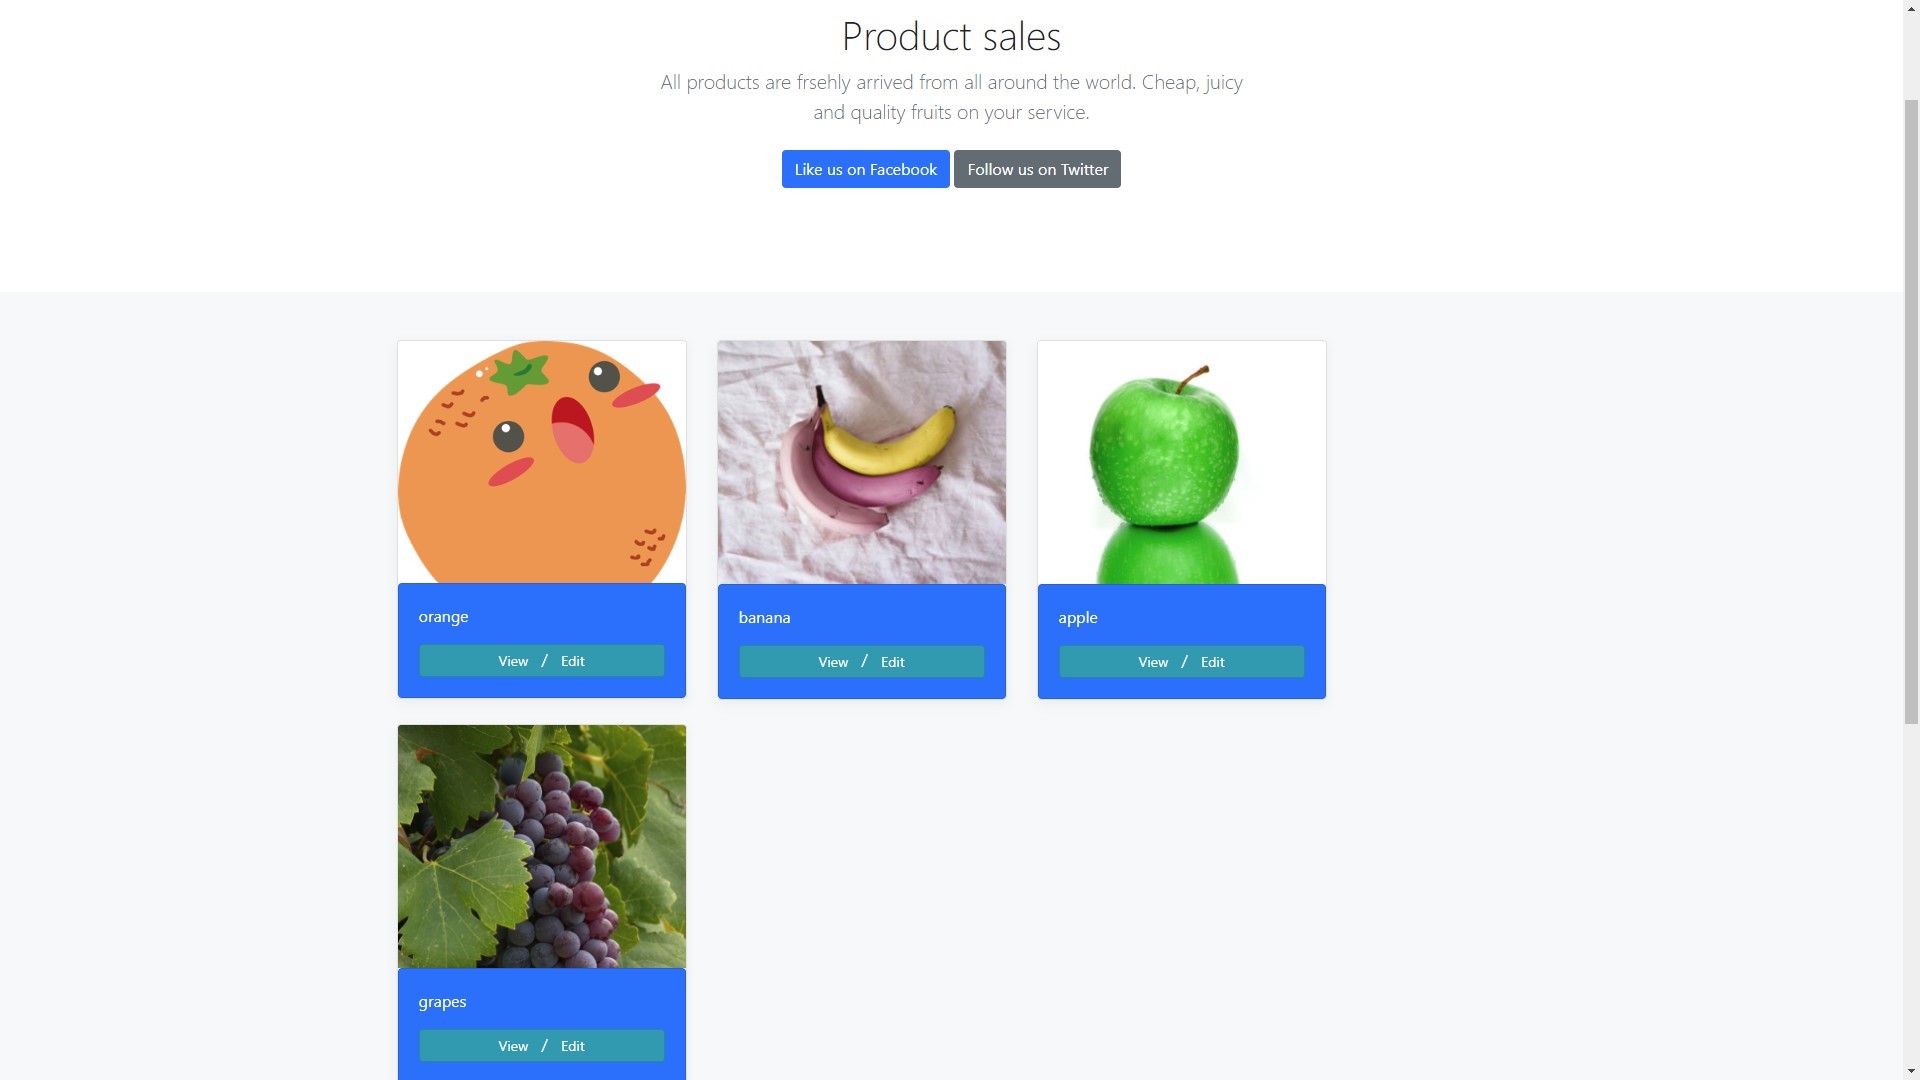 Product sales
All products are frsehly arrived from all around the world. Cheap, juicy
and quality fruits on your service.
Like us on Facebook Follow us on Twitter
orange
View / Edit
banana
View / Edit
apple
View / Edit
grapes
View / Edit